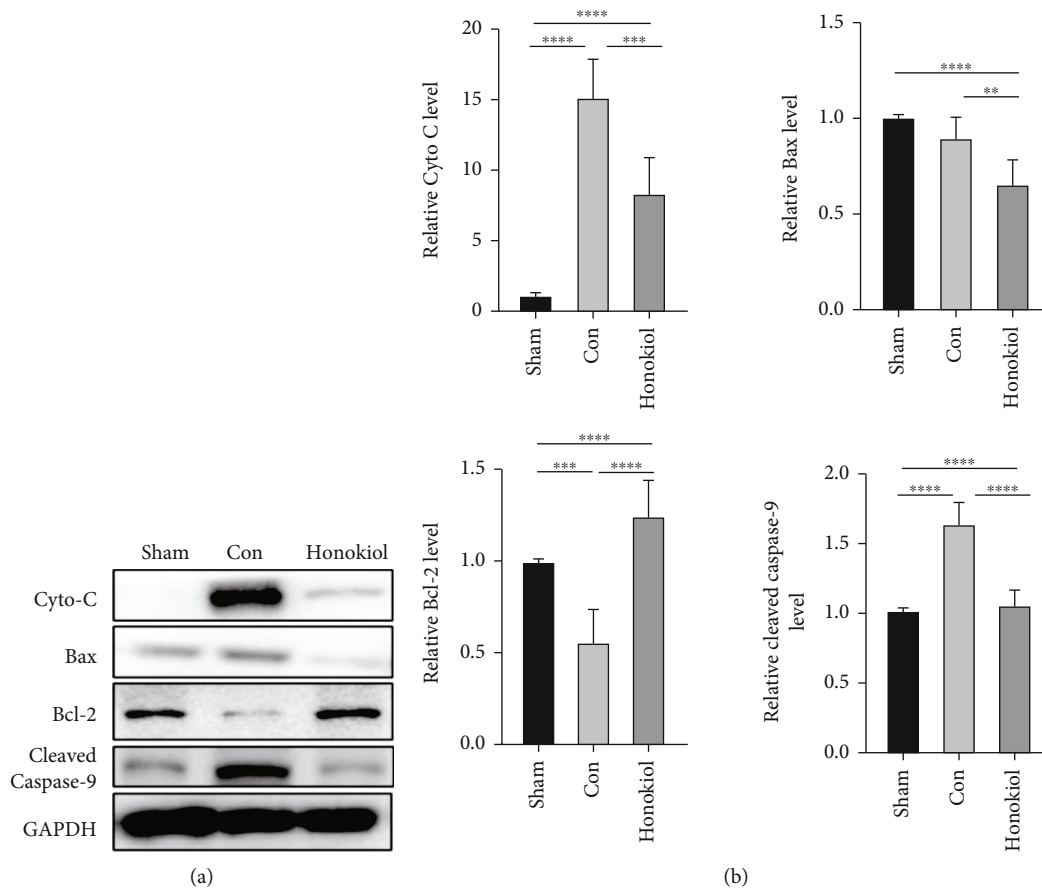 Sham Con Honokiol
Cyto-C
Bax
Bcl-2
Cleaved
Caspase-9
GAPDH
(a)
Relative Cyto C level
20
15
10
5
0
****
**** ***
Sham
Con
Honokiol
Relative Bax level
1.5
1.0
0.5
0.0
****
**
Sham
Con
Honokiol
Relative Bcl-2 level
1.5
1.0
0.5
0.0
****
*** ****
Sham
Con
Honokiol
Relative cleaved caspase-9
level
2.0
1.5
1.0
0.5
0.0
****
**** ****
Sham
Con
Honokiol
(b)